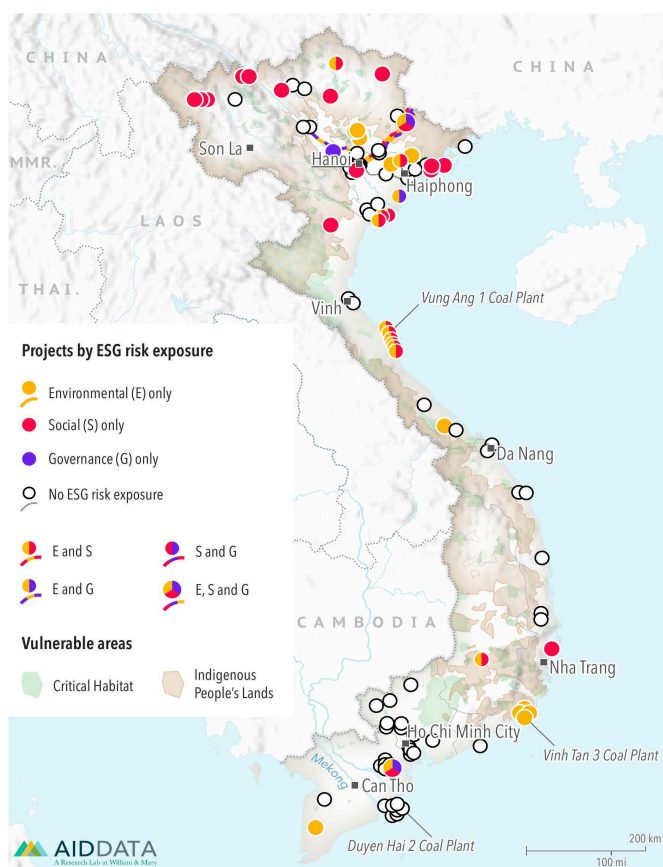 CHINA
CHINA
MMR.
Son La
Hanoi
Haiphong
LAOS
THAI.
Vinh
Vung Ang 1 Coal Plant
Projects by ESG risk exposure
Environmental (E) only
Social (S) only
Governance (G) only
No ESG risk exposure
E and S
S and G
E and G
E, S and G
Vulnerable areas
Critical Habitat
Indigenous
People's Lands
Da Nang
CAMBODIA
Nha Trang
Ho Chi Minh City
Vinh Tan 3 Coal Plant
Mekong
Can Tho
Duyen Hai 2 Coal Plant
AIDDATA
A Research Lab at William & Mary
200 km
100 mi